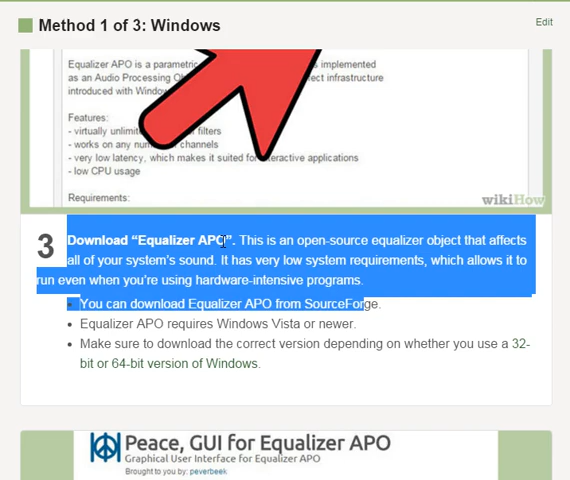 Method 1 of 3: Windows
Edit
Equalizer APO is a parametric implemented
as an Audio Processing infrastructure
introduced with
Features:
- virtually filters
- works on any channels
- very low latency, which makes it suited for applications
- low CPU usage
Requirements:
wikiHow
3
Download “Equalizer APO”. This is an open-source equalizer object that affects
all of your system’s sound. It has very low system requirements, which allows it to
run even when you’re using hardware-intensive programs.
• You can download Equalizer APO from SourceForge.
• Equalizer APO requires Windows Vista or newer.
• Make sure to download the correct version depending on whether you use a 32-
bit or 64-bit version of Windows.
Peace, GUI for Equalizer APO
Graphical User Interface for Equalizer APO
Brought to you by: peverbeek